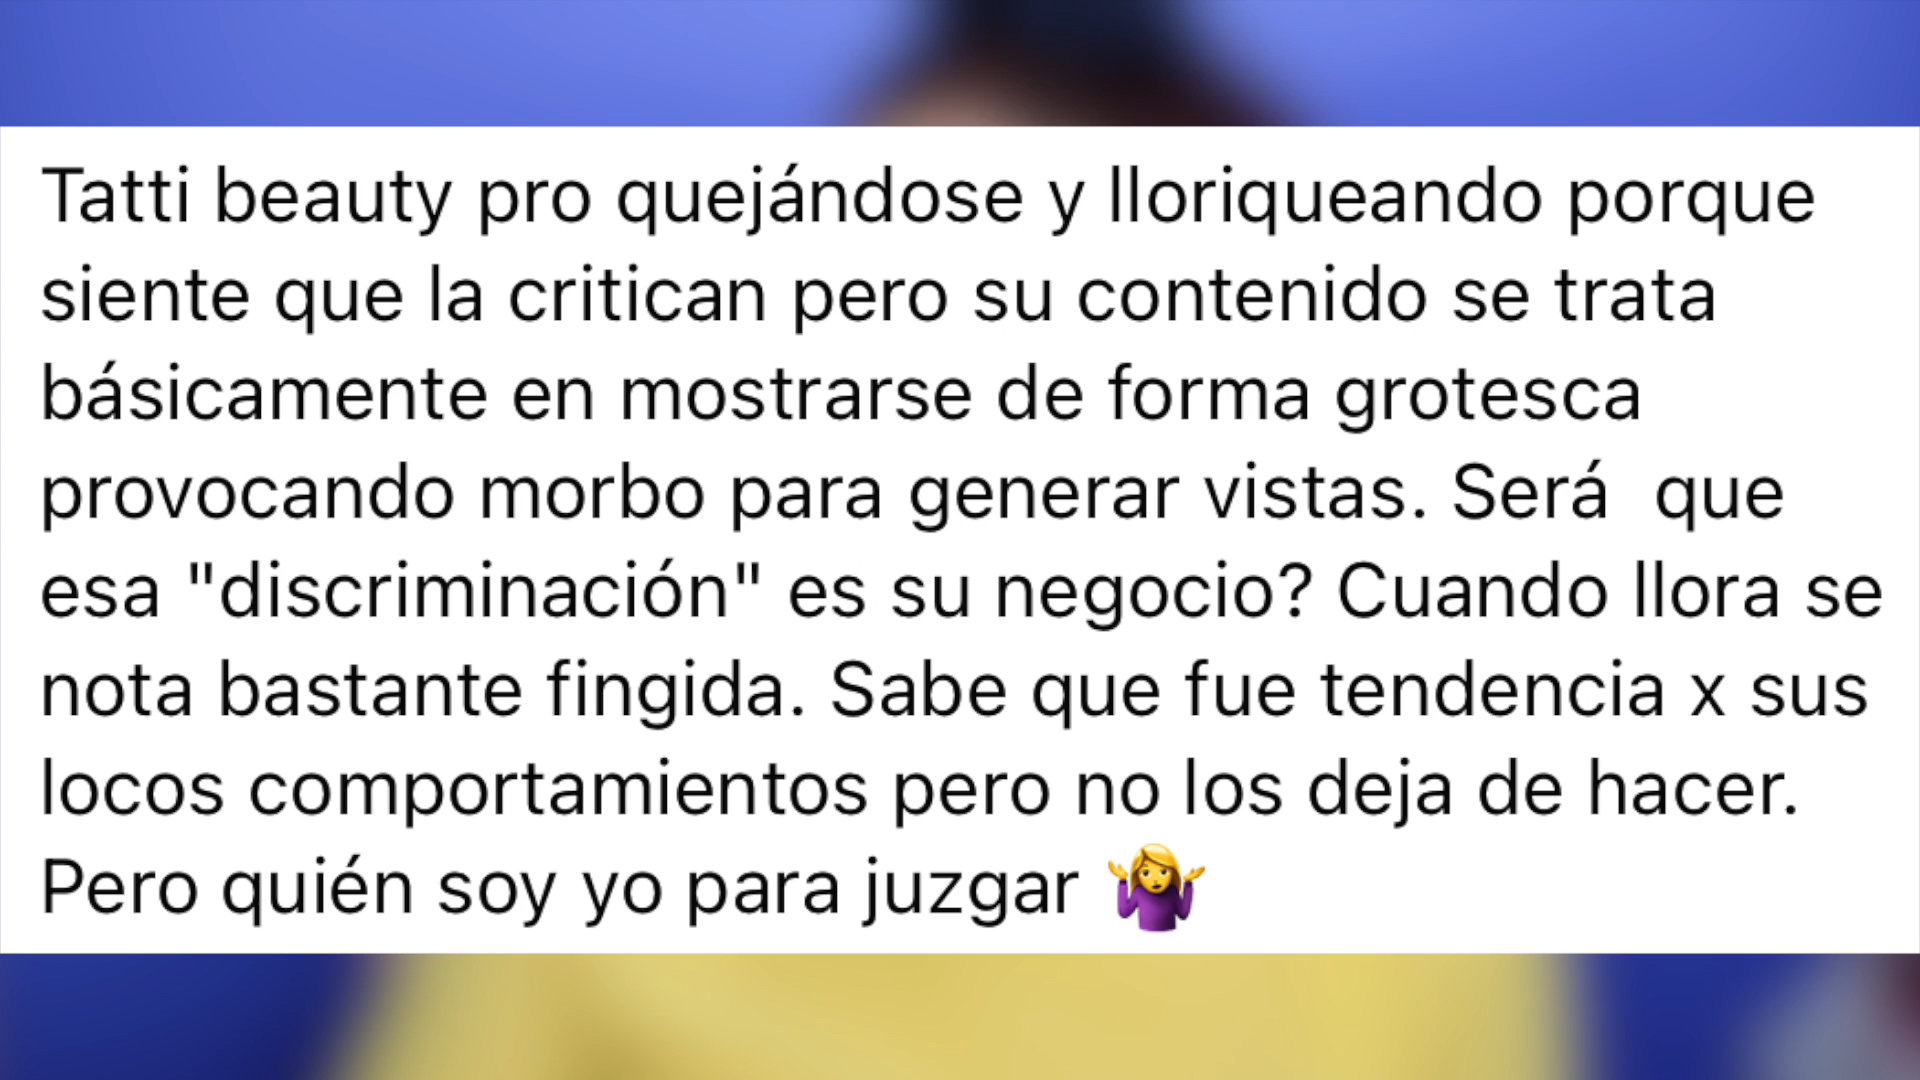 Tatti beauty pro quejándose y lloriqueando porque
siente que la critican pero su contenido se trata
básicamente en mostrarse de forma grotesca
provocando morbo para generar vistas. Será  que
esa "discriminación" es su negocio? Cuando llora se
nota bastante fingida. Sabe que fue tendencia x sus
locos comportamientos pero no los deja de hacer.
Pero quién soy yo para juzgar 🤷‍♀️